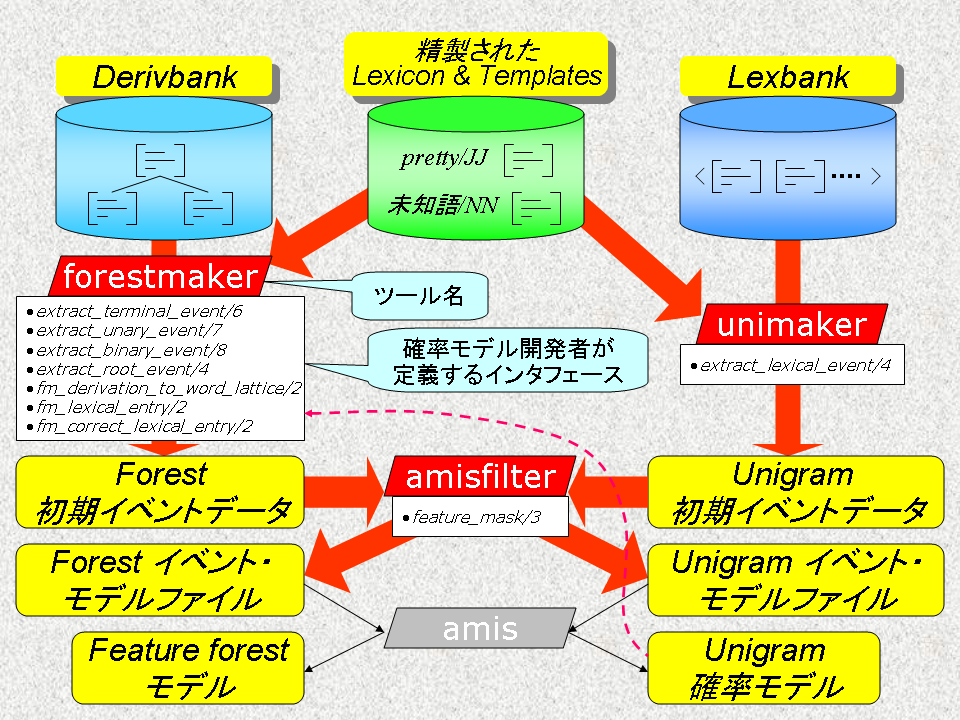 Derivbank
精製された
Lexicon & Templates
Lexbank
pretty/JJ
未知語/NN
< .... >
forestmaker
•extract_terminal_event/6
•extract_unary_event/7
•extract_binary_event/8
•extract_root_event/4
•fm_derivation_to_word_lattice/2
•fm_lexical_entry/2
•fm_correct_lexical_entry/2
ツール名
確率モデル開発者が
定義するインタフェース
unimaker
•extract_lexical_event/4
Forest
初期イベントデータ
amisfilter
•feature_mask/3
Unigram
初期イベントデータ
Forest イベント・
モデルファイル
Unigram イベント・
モデルファイル
amis
Feature forest
モデル
Unigram
確率モデル